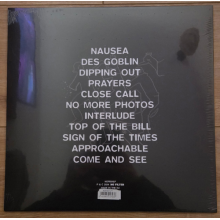 NAUSEA
DES GOBLIN
DIPPING OUT
PRAYERS
CLOSE CALL
NO MORE PHOTOS
INTERLUDE
TOP OF THE BILL
SIGN OF THE TIMES
APPROACHABLE
COME AND SEE